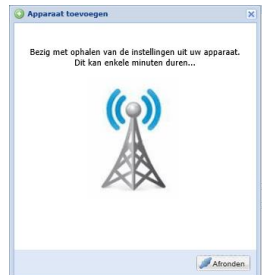 Apparaat toevoegen
Bezig met ophalen van de instellingen uit uw apparaat.
Dit kan enkele minuten duren...
Afronden